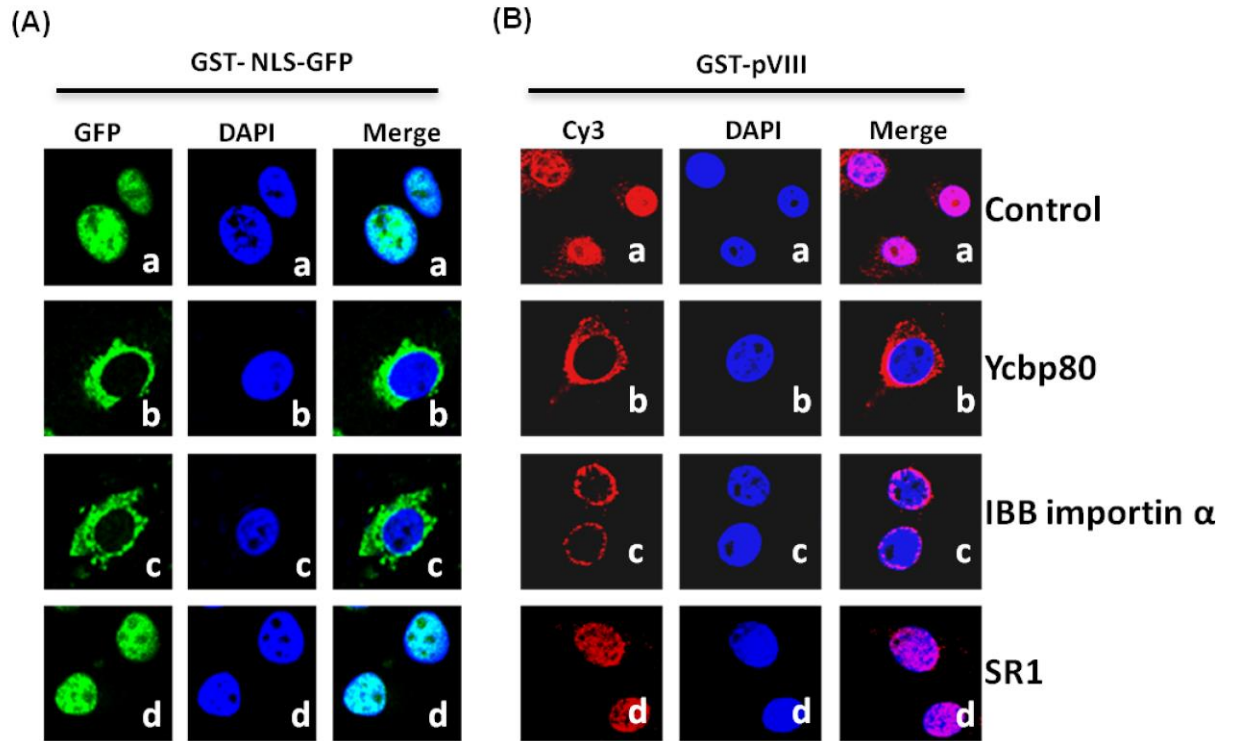 (A)
GST- NLS-GFP
GFP DAPI Merge
a a a
b b b
c c c
d d d
(B)
GST-pVIII
Cy3 DAPI Merge
a a a Control
b b b Ycbp80
c c c IBB importin α
d d d SR1